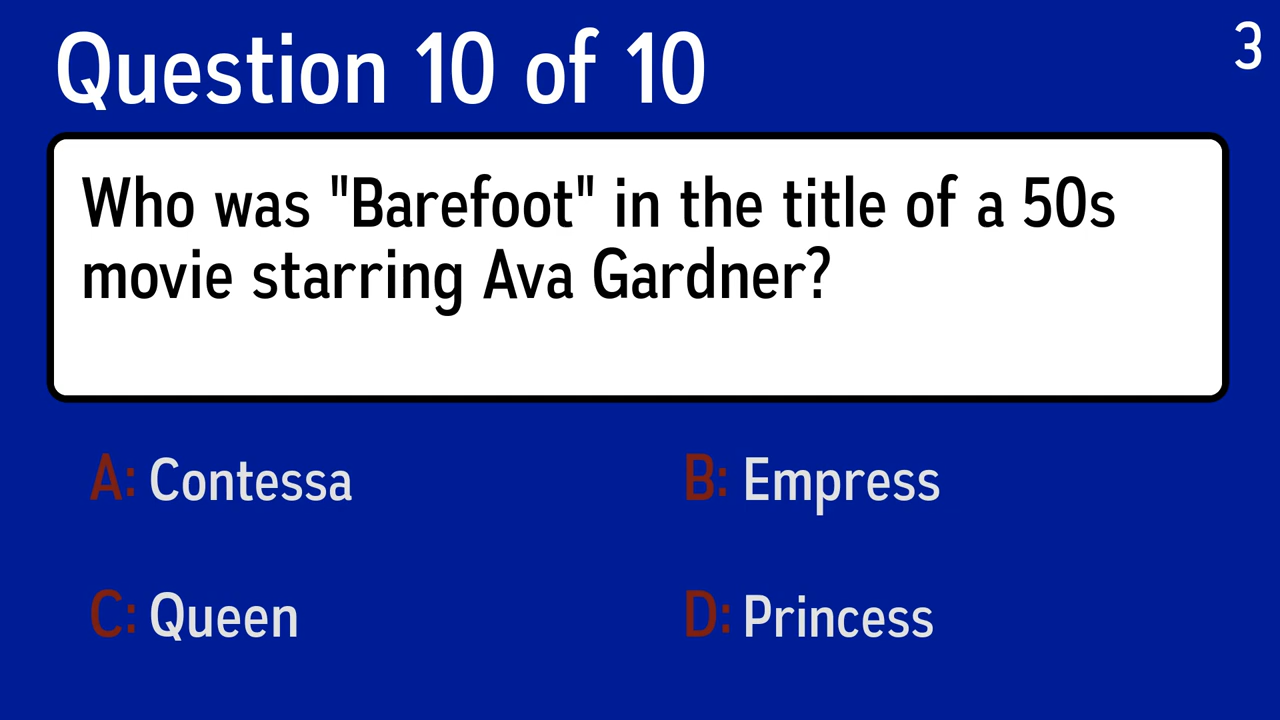 Question 10 of 10
3
Who was "Barefoot" in the title of a 50s
movie starring Ava Gardner?
A: Contessa
B: Empress
C: Queen
D: Princess